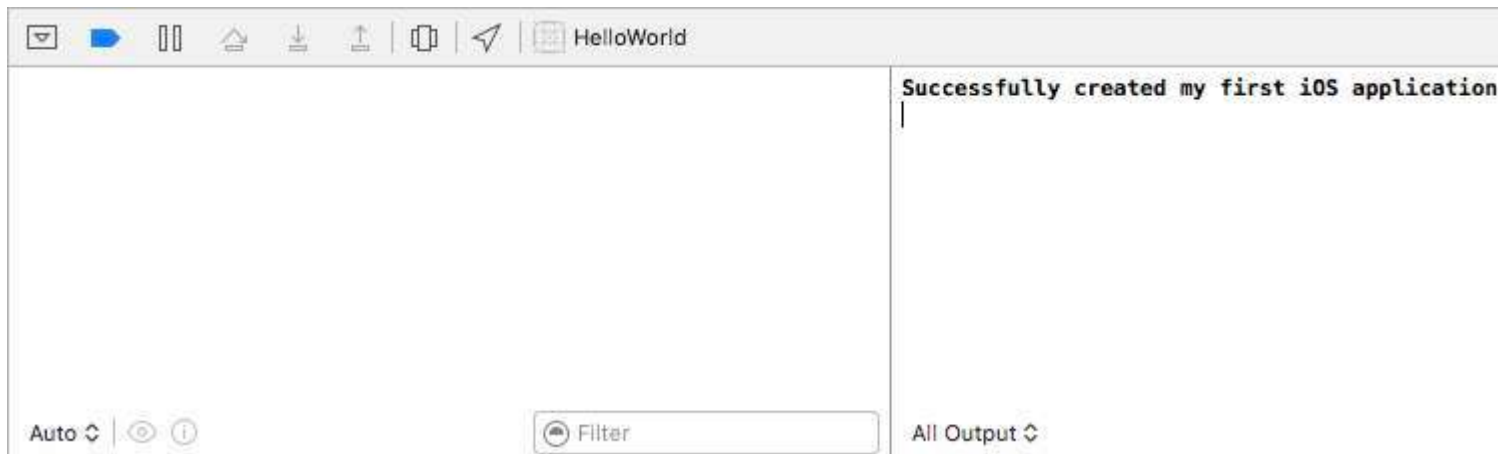 HelloWorld
Successfully created my first iOS application
Auto
Filter
All Output